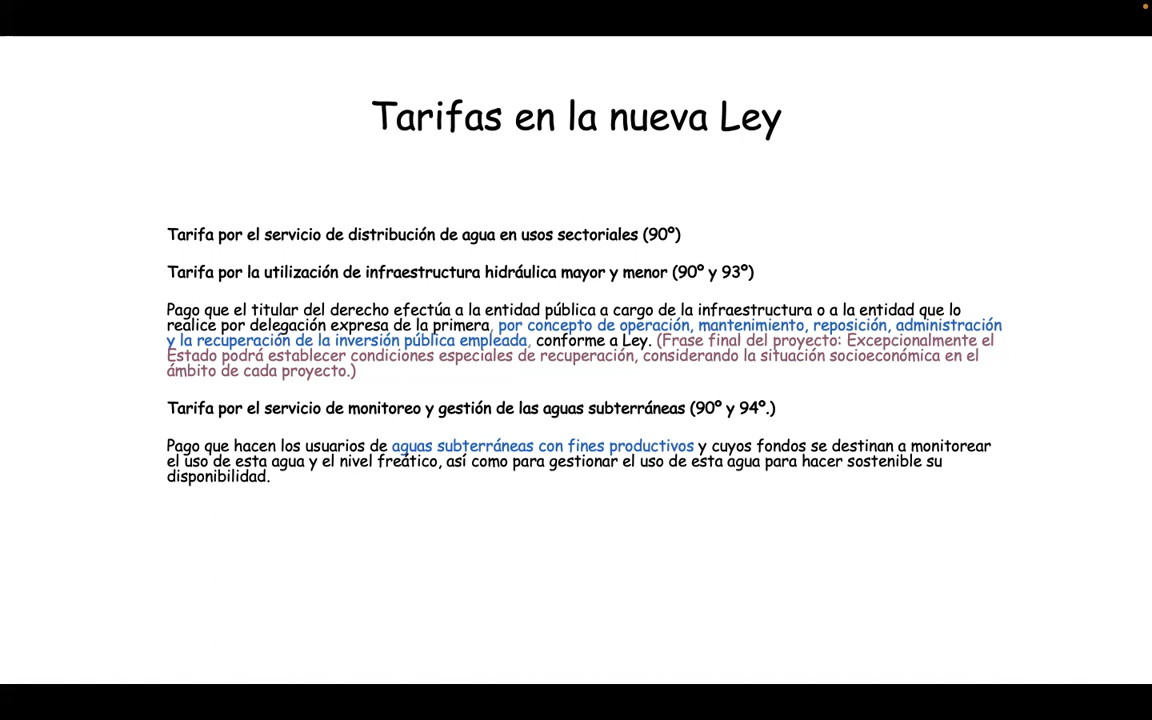 Tarifas en la nueva Ley
Tarifa por el servicio de distribución de agua en usos sectoriales (90º)
Tarifa por la utilización de infraestructura hidráulica mayor y menor (90º y 93º)
Pago que el titular del derecho efectúa a la entidad pública a cargo de la infraestructura o a la entidad que lo
realice por delegación expresa de la primera, por concepto de operación, mantenimiento, reposición, administración
y la recuperación de la inversión pública empleada, conforme a Ley. (Frase final del proyecto: Excepcionalmente el
Estado podrá establecer condiciones especiales de recuperación, considerando la situación socioeconómica en el
ámbito de cada proyecto.)
Tarifa por el servicio de monitoreo y gestión de las aguas subterráneas (90º y 94º.)
Pago que hacen los usuarios de aguas subterráneas con fines productivos y cuyos fondos se destinan a monitorear
el uso de esta agua y el nivel freático, así como para gestionar el uso de esta agua para hacer sostenible su
disponibilidad.